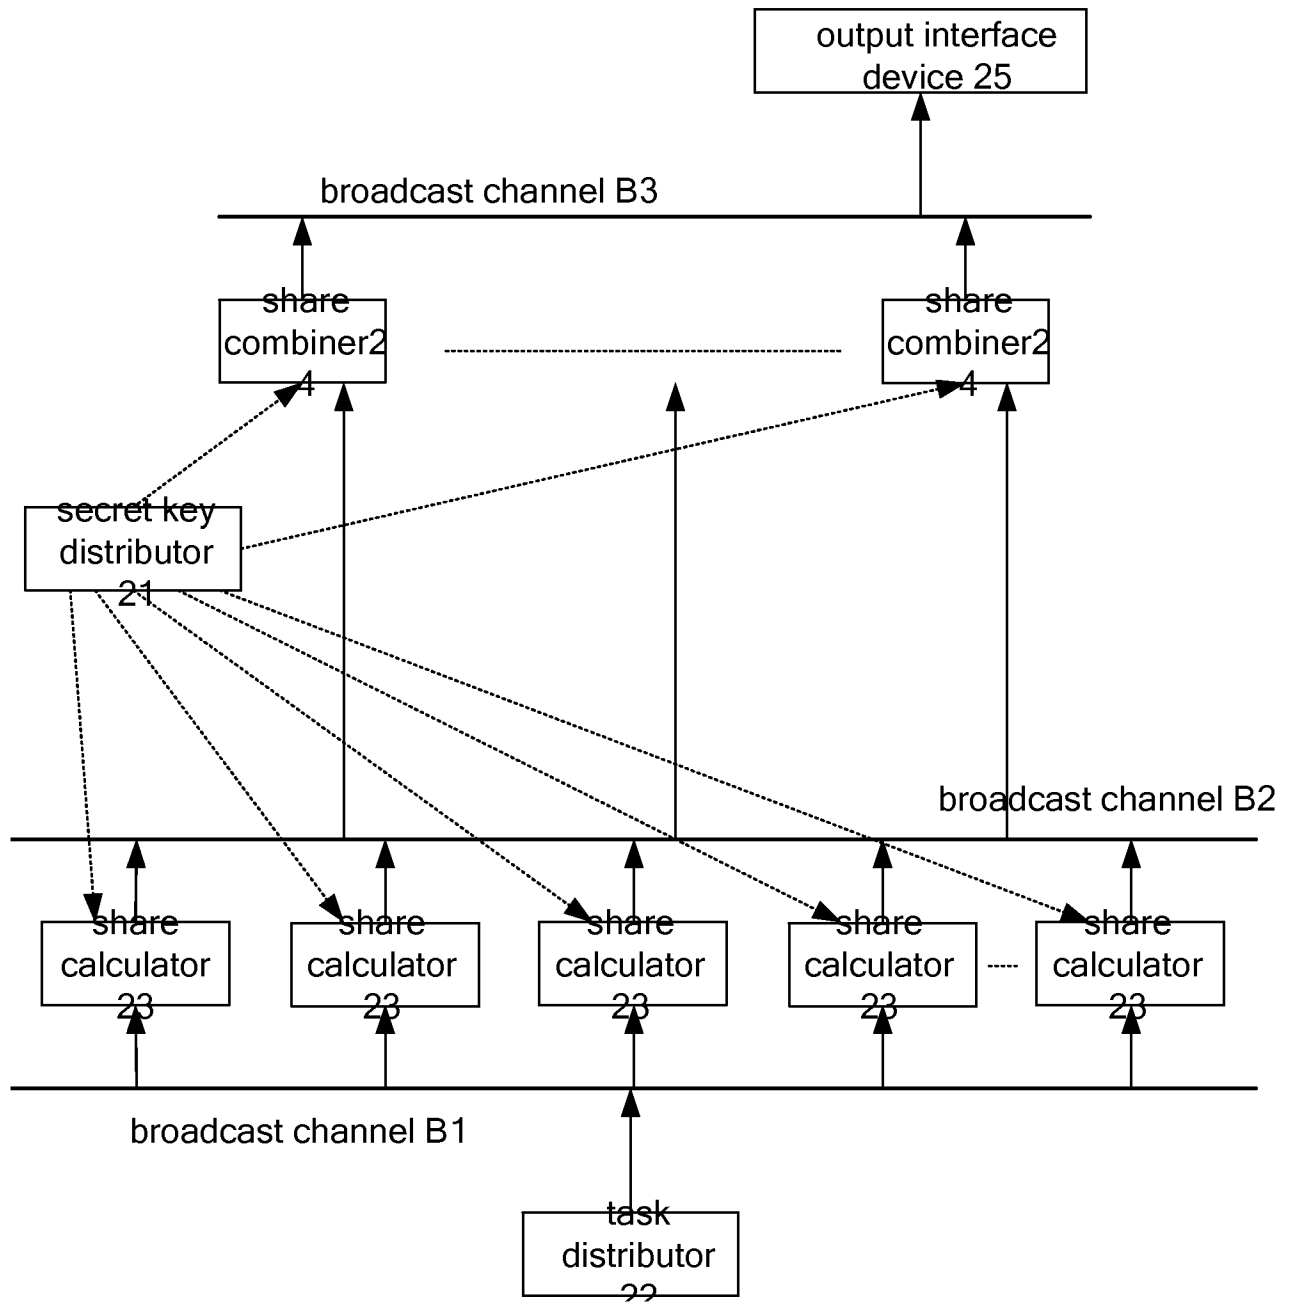 output interface
device 25
broadcast channel B3
share
combiner2
4
share
combiner2
4
secret key
distributor
21
broadcast channel B2
share
calculator
23
share
calculator
23
share
calculator
23
share
calculator
23
share
calculator
23
broadcast channel B1
task
distributor
22